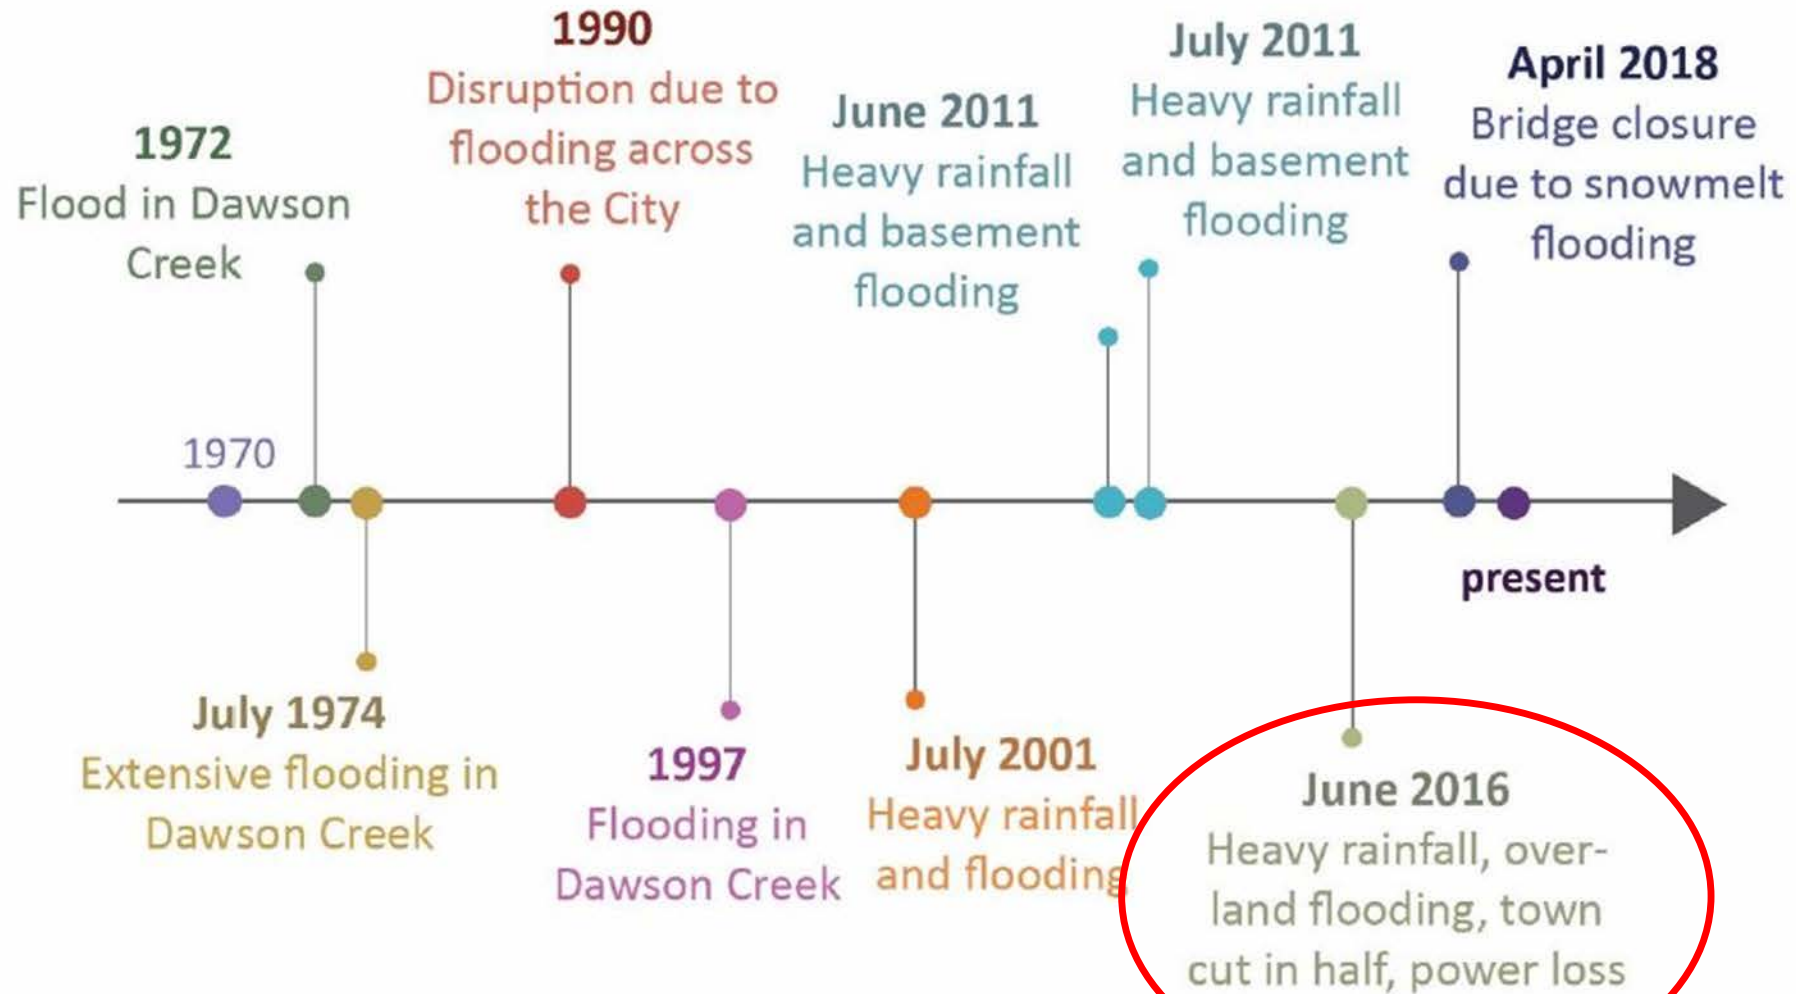 1972
Flood in Dawson
Creek
1990
Disruption due to
flooding across
the City
June 2011
Heavy rainfall
and basement
flooding
July 2011
Heavy rainfall
and basement
flooding
April 2018
Bridge closure
due to snowmelt
flooding
1970
present
July 1974
Extensive flooding in
Dawson Creek
1997
Flooding in
Dawson Creek
July 2001
Heavy rainfall
and flooding
June 2016
Heavy rainfall, over-
land flooding, town
cut in half, power loss